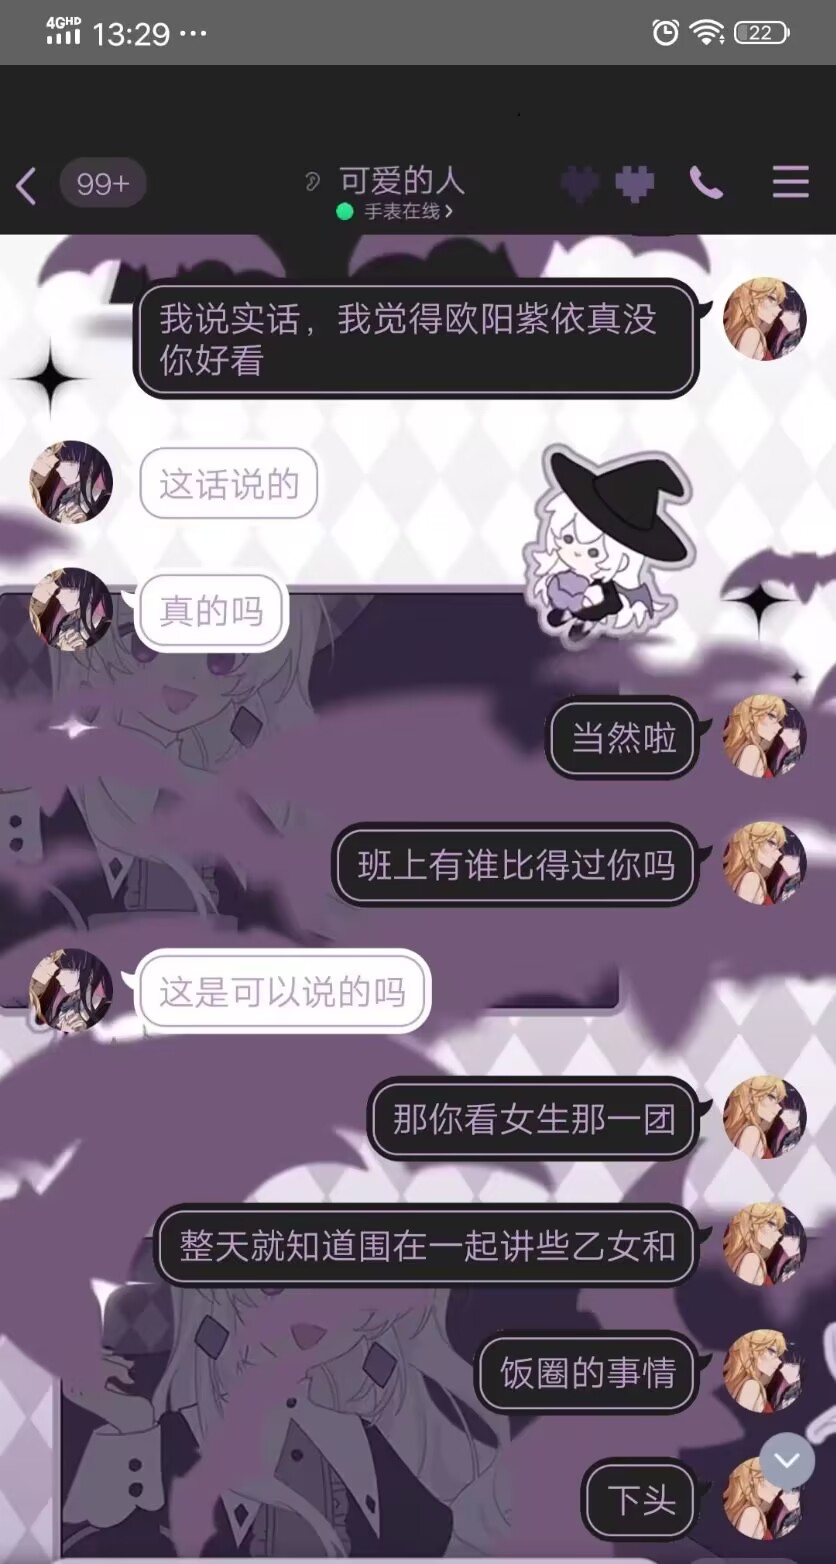 4GHD 13:29 ··· 22
99+ 可爱的人
手表在线>
我说实话，我觉得欧阳紫依真没
你好看
这话说的
真的吗
当然啦
班上有谁比得过你吗
这是可以说的吗
那你看女生那一团
整天就知道围在一起讲些乙女和
饭圈的事情
下头